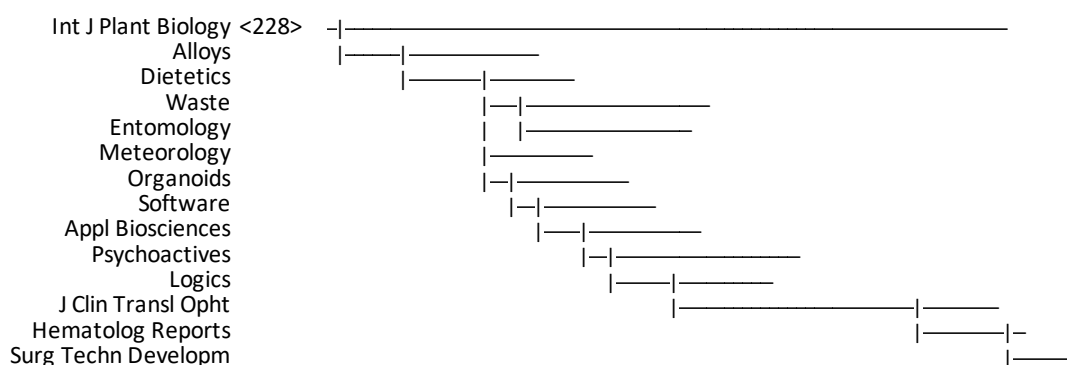 Int J Plant Biology <228>
Alloys
Dietetics
Waste
Entomology
Meteorology
Organoids
Software
Appl Biosciences
Psychoactives
Logics
J Clin Transl Opht
Hematolog Reports
Surg Techn Developm